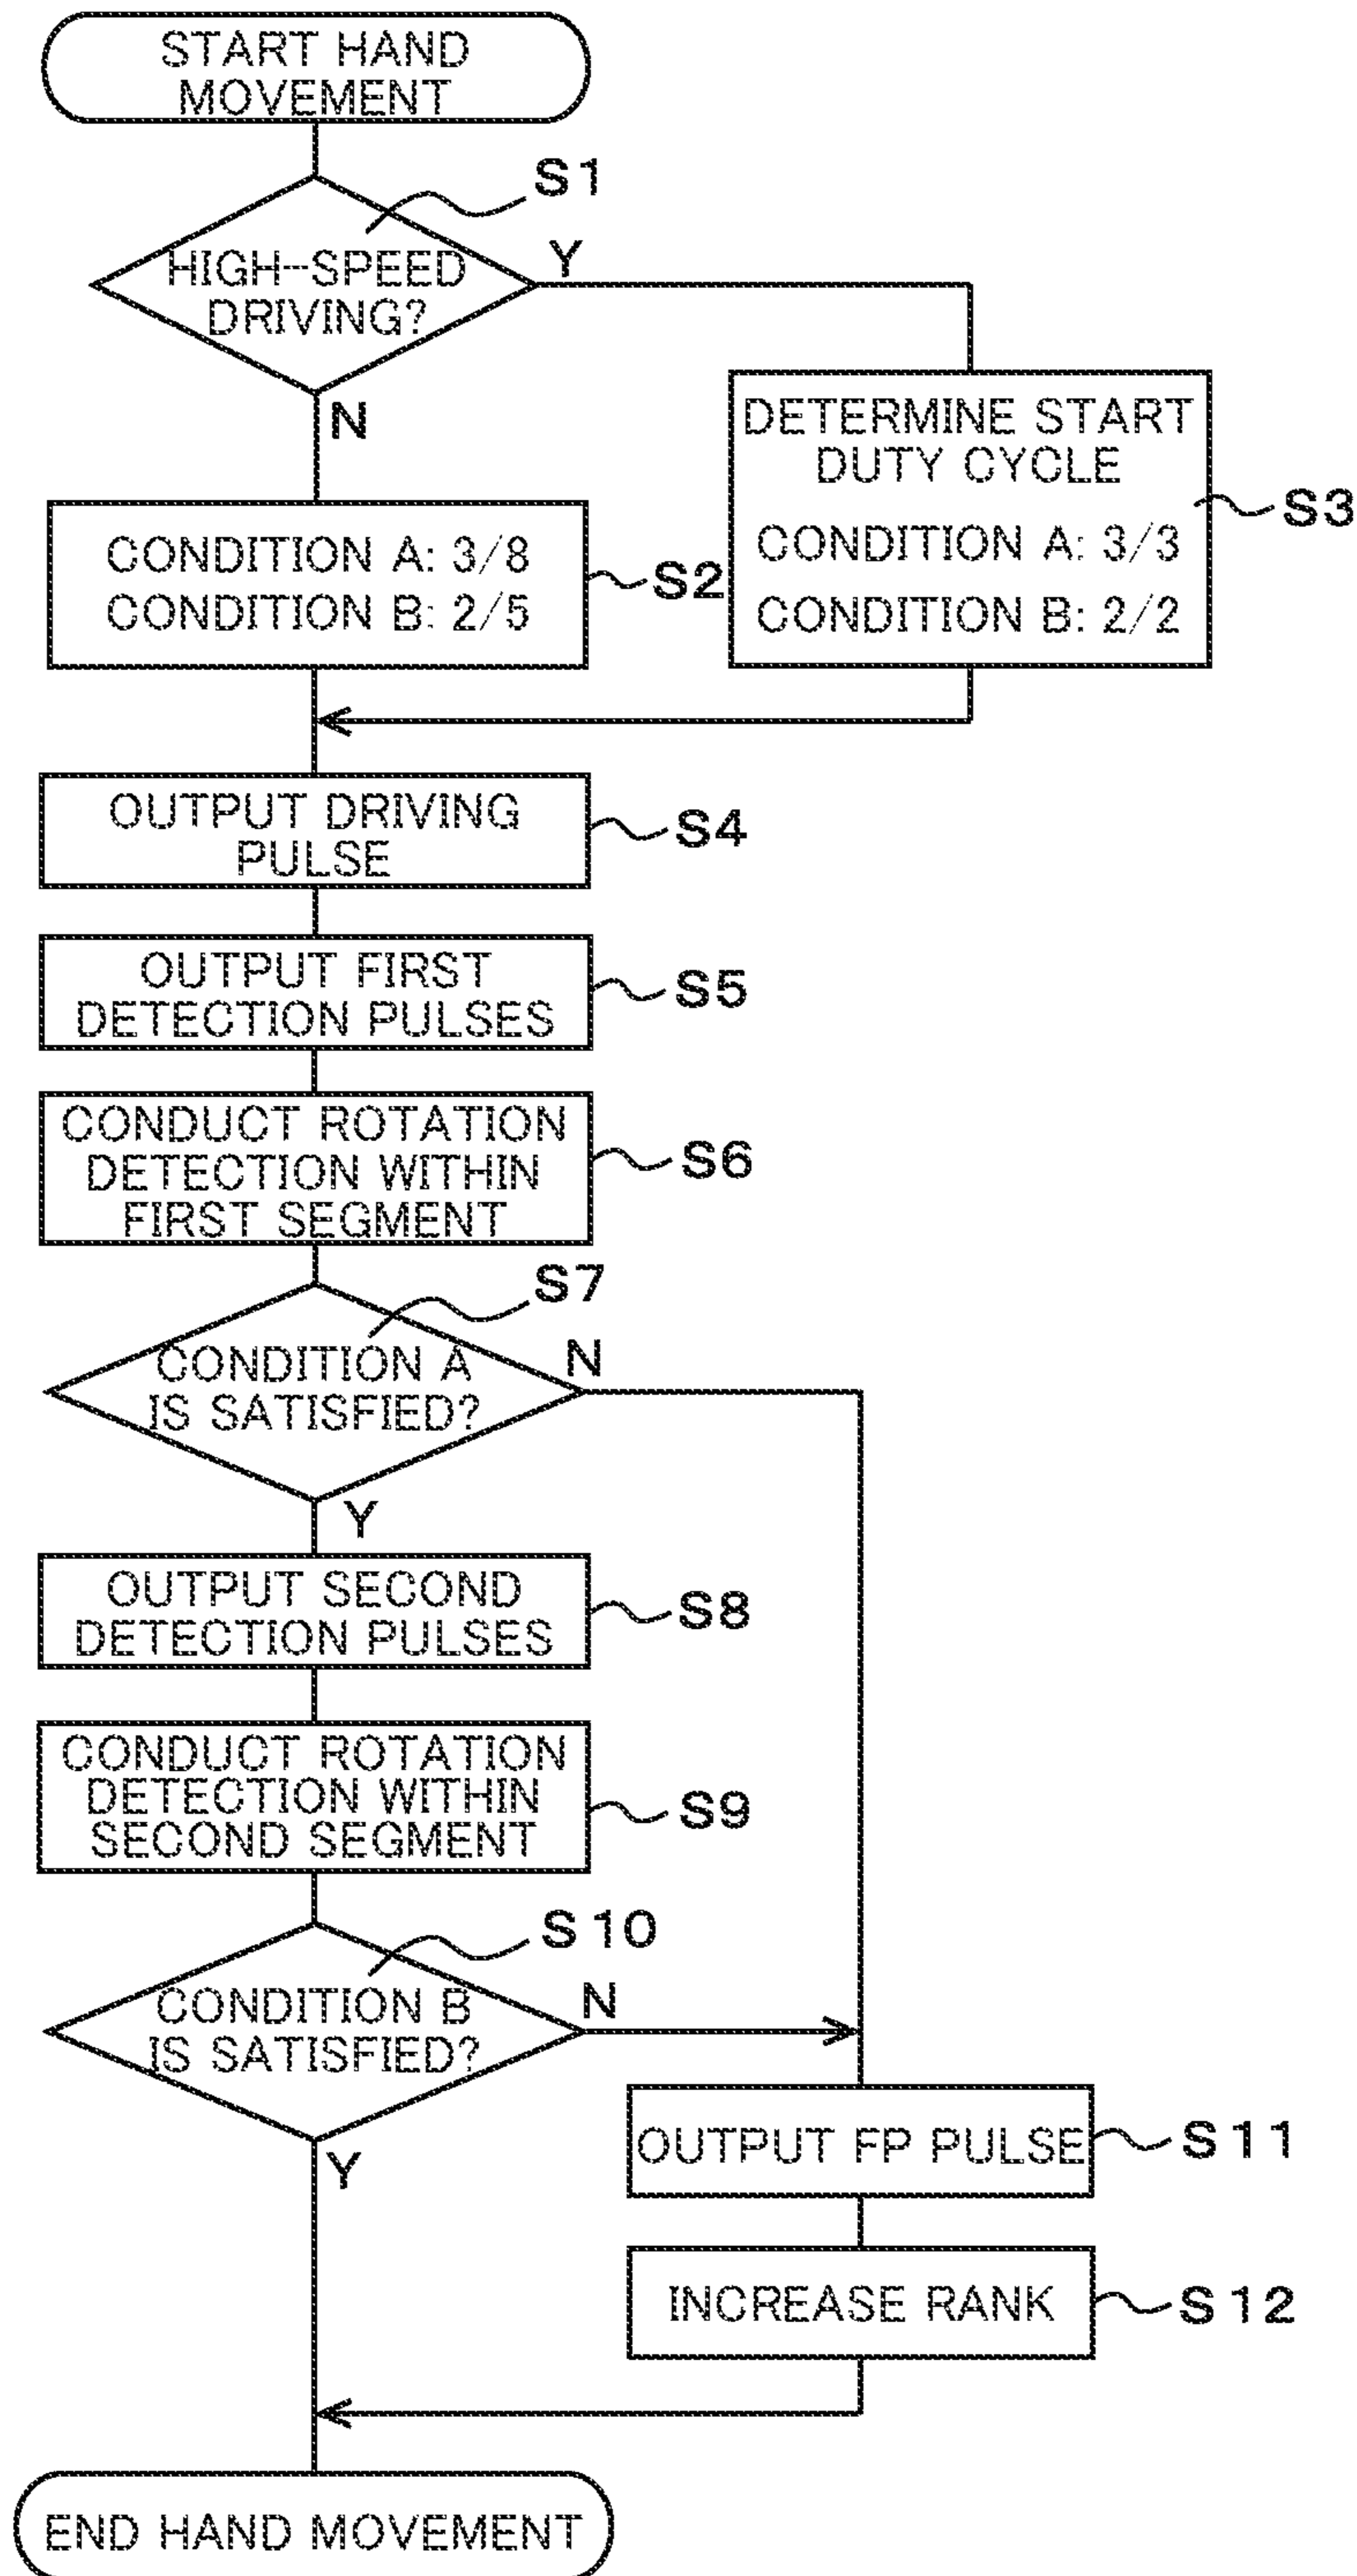 START HAND
MOVEMENT
S1
HIGH-SPEED
DRIVING?
Y
N
DETERMINE START
DUTY CYCLE
CONDITION A: 3/3
CONDITION B: 2/2
S3
CONDITION A: 3/8
CONDITION B: 2/5
S2
OUTPUT DRIVING
PULSE
S4
OUTPUT FIRST
DETECTION PULSES
S5
CONDUCT ROTATION
DETECTION WITHIN
FIRST SEGMENT
S6
S7
CONDITION A
IS SATISFIED?
N
Y
OUTPUT SECOND
DETECTION PULSES
S8
CONDUCT ROTATION
DETECTION WITHIN
SECOND SEGMENT
S9
S10
CONDITION B
IS SATISFIED?
N
Y
OUTPUT FP PULSE
S11
INCREASE RANK
S12
END HAND MOVEMENT